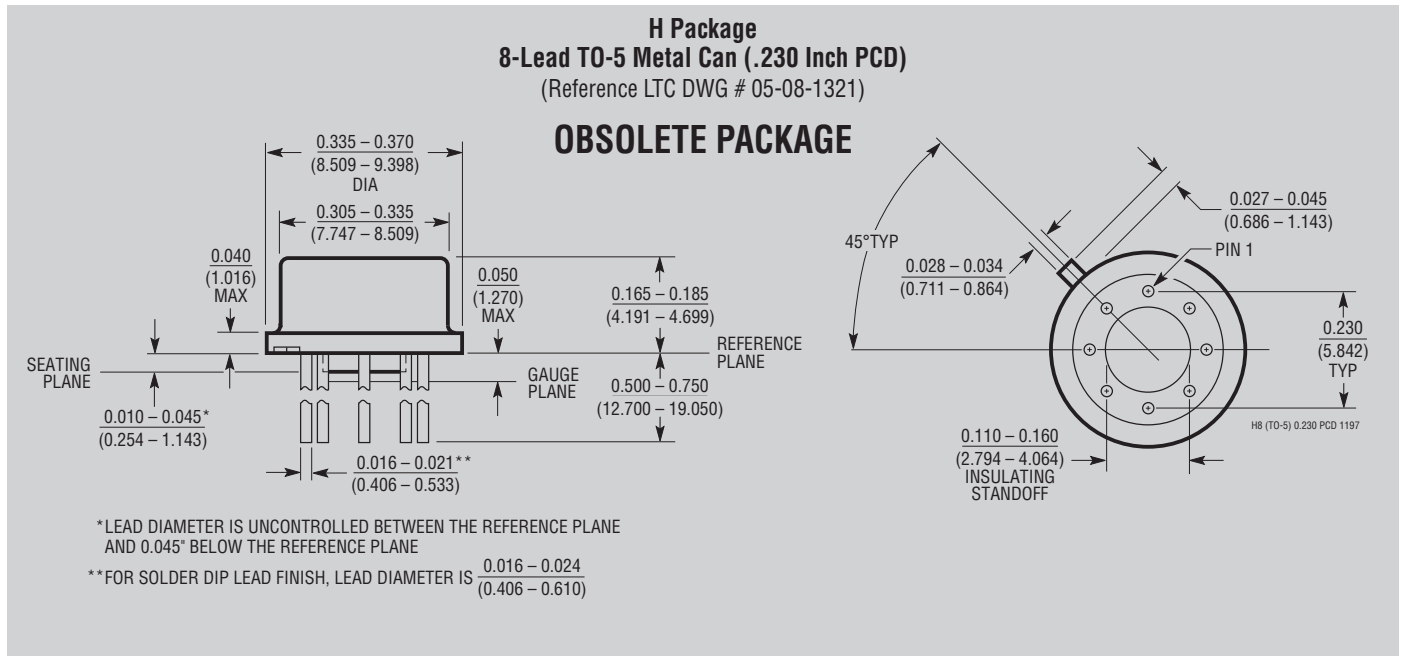 H Package
8-Lead TO-5 Metal Can (.230 Inch PCD)
(Reference LTC DWG # 05-08-1321)
OBSOLETE PACKAGE
0.335 – 0.370
(8.509 – 9.398)
DIA
0.305 – 0.335
(7.747 – 8.509)
0.040
(1.016)
MAX
0.050
(1.270)
MAX
0.165 – 0.185
(4.191 – 4.699)
REFERENCE
PLANE
SEATING
PLANE
GAUGE
PLANE
0.500 – 0.750
(12.700 – 19.050)
0.010 – 0.045*
(0.254 – 1.143)
0.016 – 0.021**
(0.406 – 0.533)
45°TYP
0.028 – 0.034
(0.711 – 0.864)
0.027 – 0.045
(0.686 – 1.143)
PIN 1
0.230
(5.842)
TYP
0.110 – 0.160
(2.794 – 4.064)
INSULATING
STANDOFF
H8 (TO-5) 0.230 PCD 1197
*LEAD DIAMETER IS UNCONTROLLED BETWEEN THE REFERENCE PLANE
AND 0.045" BELOW THE REFERENCE PLANE
**FOR SOLDER DIP LEAD FINISH, LEAD DIAMETER IS 0.016 – 0.024
(0.406 – 0.610)